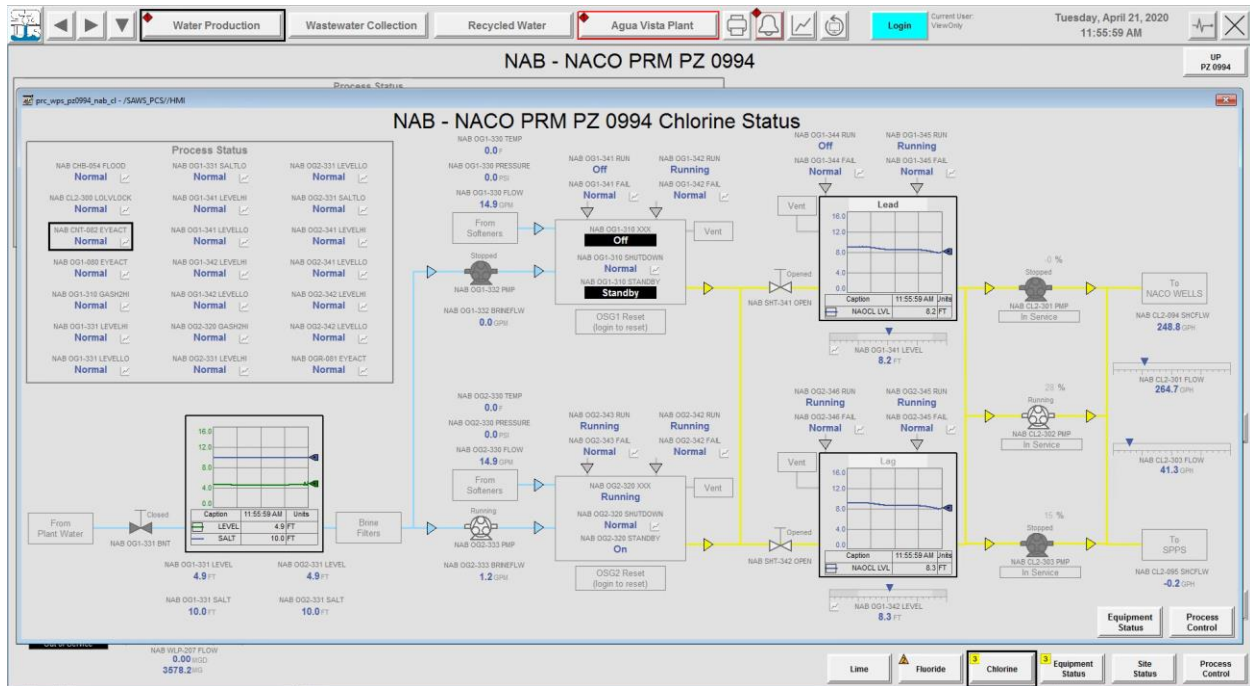 Water Production
Wastewater Collection
Recycled Water
Agua Vista Plant
Login
Current User:
ViewOnly
Tuesday, April 21, 2020
11:55:59 AM
NAB - NACO PRM PZ 0994
UP
PZ 0994
Process Status
prc_wps_pz0994_nab_cl - /SAWS_PCS//HMI
NAB - NACO PRM PZ 0994 Chlorine Status
Process Status
NAB CHB-054 FLOOD
Normal
NAB OG1-331 SALTLO
Normal
NAB OG2-331 LEVELLO
Normal
NAB CL2-300 LOLVLOCK
Normal
NAB OG1-341 LEVELHI
Normal
NAB OG2-331 SALTLO
Normal
NAB CNT-082 EYEACT
Normal
NAB OG1-341 LEVELLO
Normal
NAB OG2-341 LEVELHI
Normal
NAB OG1-080 EYEACT
Normal
NAB OG1-342 LEVELHI
Normal
NAB OG2-341 LEVELLO
Normal
NAB OG1-310 GASH2HI
Normal
NAB OG1-342 LEVELLO
Normal
NAB OG2-342 LEVELHI
Normal
NAB OG1-331 LEVELHI
Normal
NAB OG2-320 GASH2HI
Normal
NAB OG2-342 LEVELLO
Normal
NAB OG1-331 LEVELLO
Normal
NAB OG2-331 LEVELHI
Normal
NAB OGR-081 EYEACT
Normal
NAB OG1-330 TEMP
0.0 F
NAB OG1-330 PRESSURE
0.0 PSI
NAB OG1-330 FLOW
14.9 GPM
From
Softeners
Stopped
NAB OG1-332 PMP
NAB OG1-332 BRINEFLW
0.0 GPM
NAB OG1-341 RUN
Off
NAB OG1-341 FAIL
Normal
NAB OG1-342 RUN
Running
NAB OG1-342 FAIL
Normal
NAB OG1-310 XXX
Off
NAB OG1-310 SHUTDOWN
Normal
NAB OG1-310 STANDBY
Standby
OSG1 Reset
(login to reset)
Vent
NAB OG1-344 RUN
Off
NAB OG1-344 FAIL
Normal
NAB OG1-345 RUN
Running
NAB OG1-345 FAIL
Normal
Vent
Opened
NAB SHT-341 OPEN
Lead
16.0
12.0
8.0
4.0
0.0
Caption 11:55:59 AM Units
NAOCL LVL 8.2 FT
NAB OG1-341 LEVEL
8.2 FT
-0 %
Stopped
NAB CL2-301 PMP
In Service
To
NACO WELLS
NAB CL2-094 SHCFLW
248.8 GPH
NAB CL2-301 FLOW
264.7 GPH
28 %
Running
NAB CL2-302 PMP
In Service
NAB CL2-303 FLOW
41.3 GPH
15 %
Stopped
NAB CL2-303 PMP
In Service
To
SPPS
NAB CL2-095 SHCFLW
-0.2 GPH
From
Plant Water
Closed
NAB OG1-331 BNT
16.0
12.0
8.0
4.0
0.0
Caption 11:55:59 AM Units
LEVEL 4.9 FT
SALT 10.0 FT
Brine
Filters
NAB OG1-331 LEVEL
4.9 FT
NAB OG2-331 LEVEL
4.9 FT
NAB OG1-331 SALT
10.0 FT
NAB OG2-331 SALT
10.0 FT
NAB OG2-330 TEMP
0.0 F
NAB OG2-330 PRESSURE
0.0 PSI
NAB OG2-330 FLOW
14.9 GPM
From
Softeners
Running
NAB OG2-333 PMP
NAB OG2-333 BRINEFLW
1.2 GPM
NAB OG2-343 RUN
Running
NAB OG2-343 FAIL
Normal
NAB OG2-342 RUN
Running
NAB OG2-342 FAIL
Normal
NAB OG2-320 XXX
Running
NAB OG2-320 SHUTDOWN
Normal
NAB OG2-320 STANDBY
On
OSG2 Reset
(login to reset)
Vent
NAB OG2-346 RUN
Running
NAB OG2-346 FAIL
Normal
NAB OG2-345 RUN
Running
NAB OG2-345 FAIL
Normal
Vent
Opened
NAB SHT-342 OPEN
Lag
16.0
12.0
8.0
4.0
0.0
Caption 11:55:59 AM Units
NAOCL LVL 8.3 FT
NAB OG1-342 LEVEL
8.3 FT
Equipment
Status
Process
Control
NAB WLP-207 FLOW
0.00 MGD
3578.2 MG
Lime
Fluoride
3
Chlorine
3
Equipment
Status
Site
Status
Process
Control